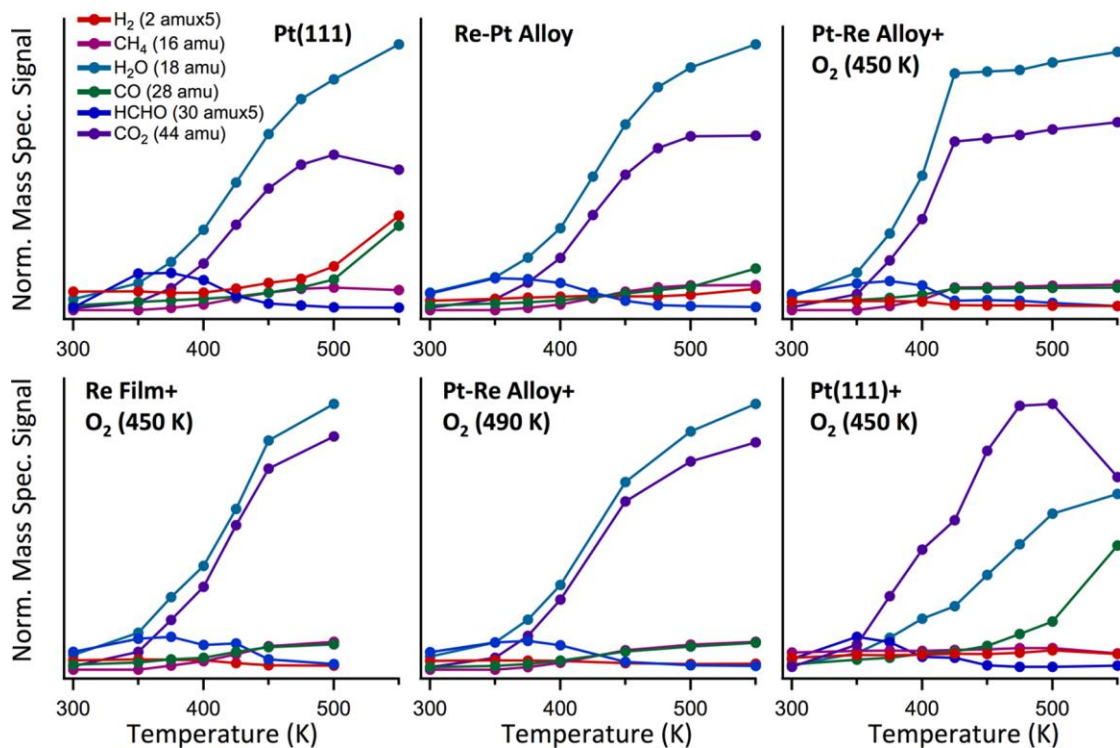 H₂ (2 amux5)
CH₄ (16 amu)
H₂O (18 amu)
CO (28 amu)
HCHO (30 amux5)
CO₂ (44 amu)
Pt(111)
Re-Pt Alloy
Pt-Re Alloy+
O₂ (450 K)
Norm. Mass Spec. Signal
300 400 500
300 400 500
300 400 500
Re Film+
O₂ (450 K)
Pt-Re Alloy+
O₂ (490 K)
Pt(111)+
O₂ (450 K)
Norm. Mass Spec. Signal
300 400 500
300 400 500
300 400 500
Temperature (K)
Temperature (K)
Temperature (K)